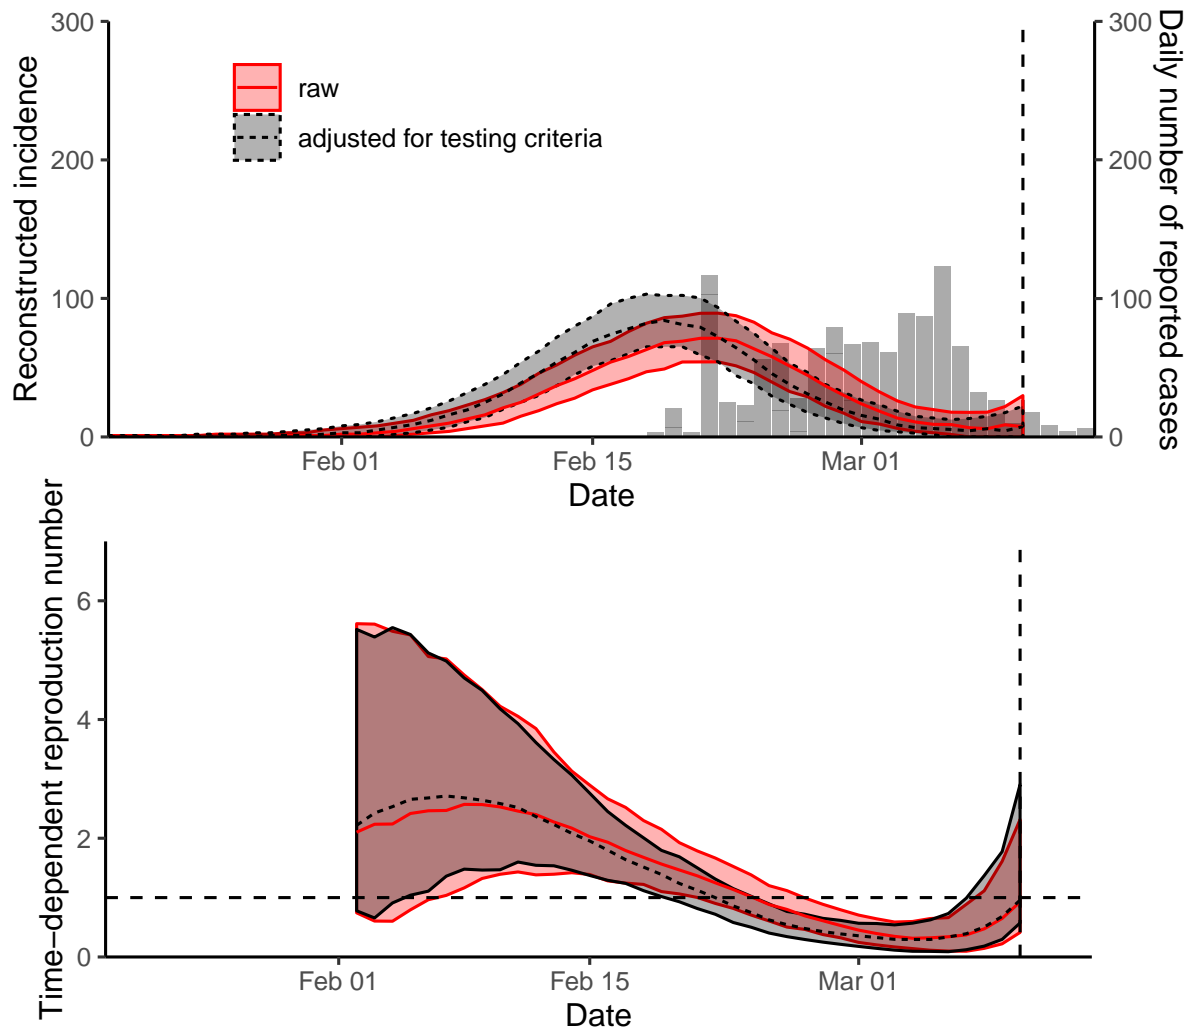 Reconstructed incidence
300
200
100
0
raw
adjusted for testing criteria
300
200
100
0
Daily number of reported cases
Feb 01
Feb 15
Mar 01
Date
Time−dependent reproduction number
6
4
2
0
Feb 01
Feb 15
Mar 01
Date